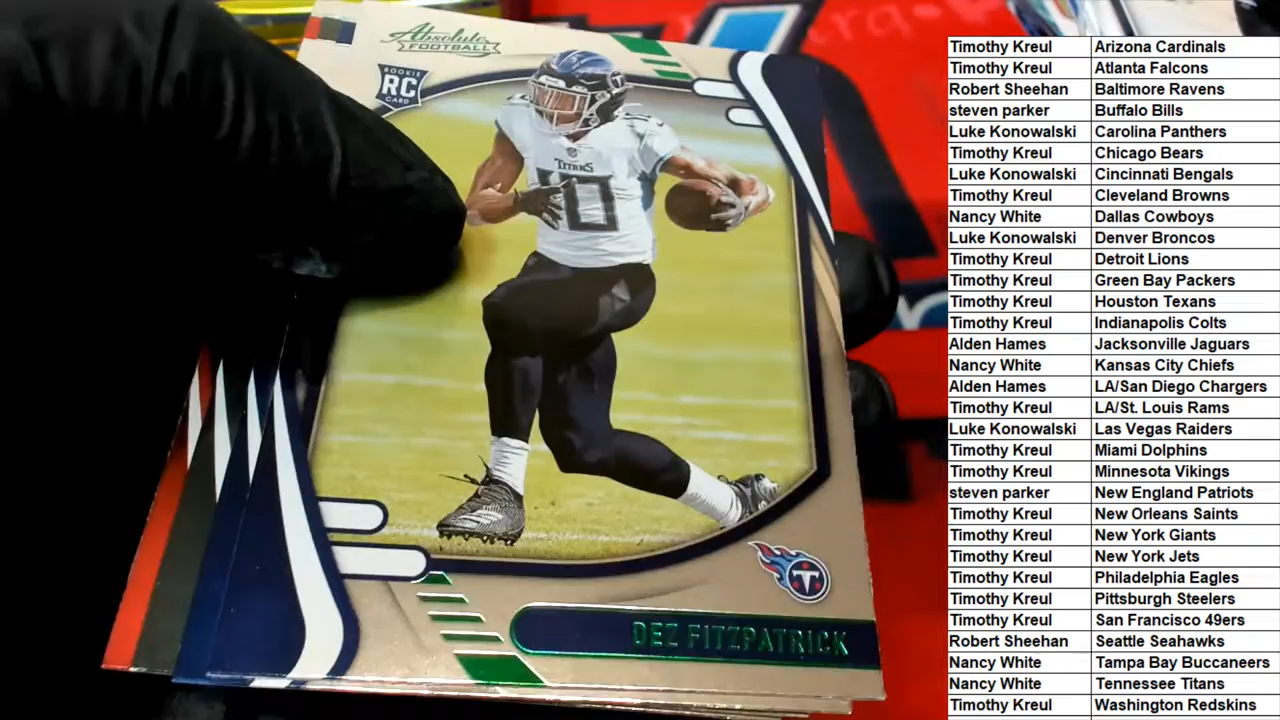 Absolute
FOOTBALL
ROOKIE
RC
CARD
TITANS
10
DEZ FITZPATRICK
Timothy Kreul Arizona Cardinals
Timothy Kreul Atlanta Falcons
Robert Sheehan Baltimore Ravens
steven parker Buffalo Bills
Luke Konowalski Carolina Panthers
Timothy Kreul Chicago Bears
Luke Konowalski Cincinnati Bengals
Timothy Kreul Cleveland Browns
Nancy White Dallas Cowboys
Luke Konowalski Denver Broncos
Timothy Kreul Detroit Lions
Timothy Kreul Green Bay Packers
Timothy Kreul Houston Texans
Timothy Kreul Indianapolis Colts
Alden Hames Jacksonville Jaguars
Nancy White Kansas City Chiefs
Alden Hames LA/San Diego Chargers
Timothy Kreul LA/St. Louis Rams
Luke Konowalski Las Vegas Raiders
Timothy Kreul Miami Dolphins
Timothy Kreul Minnesota Vikings
steven parker New England Patriots
Timothy Kreul New Orleans Saints
Timothy Kreul New York Giants
Timothy Kreul New York Jets
Timothy Kreul Philadelphia Eagles
Timothy Kreul Pittsburgh Steelers
Timothy Kreul San Francisco 49ers
Robert Sheehan Seattle Seahawks
Nancy White Tampa Bay Buccaneers
Nancy White Tennessee Titans
Timothy Kreul Washington Redskins